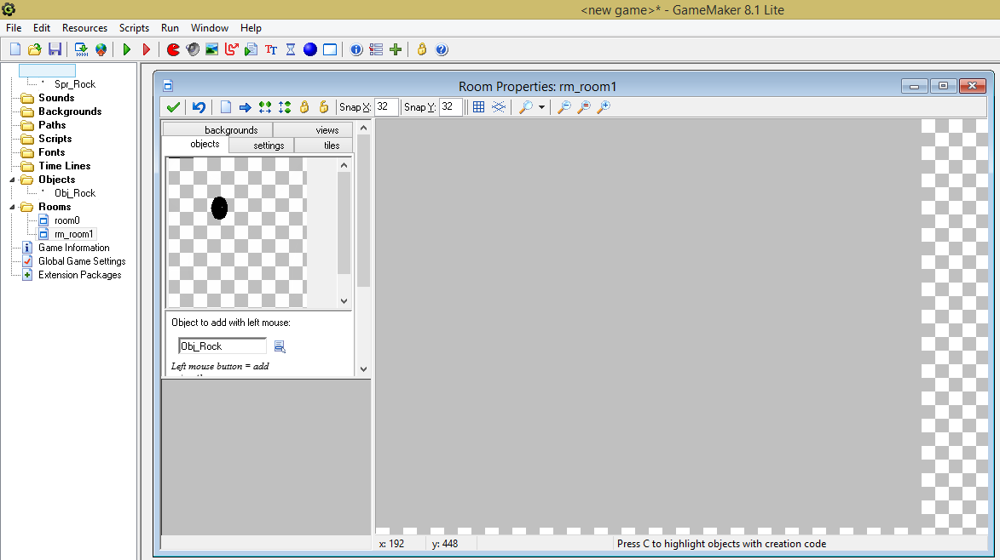 <new game>* - GameMaker 8.1 Lite
File Edit Resources Scripts Run Window Help
Spr_Rock
Sounds
Backgrounds
Paths
Scripts
Fonts
Time Lines
Objects
Obj_Rock
Rooms
room0
rm_room1
Game Information
Global Game Settings
Extension Packages
Room Properties: rm_room1
Snap X: 32 Snap Y: 32
backgrounds views
objects settings tiles
Object to add with left mouse:
Obj_Rock
Left mouse button = add
x: 192 y: 448 Press C to highlight objects with creation code